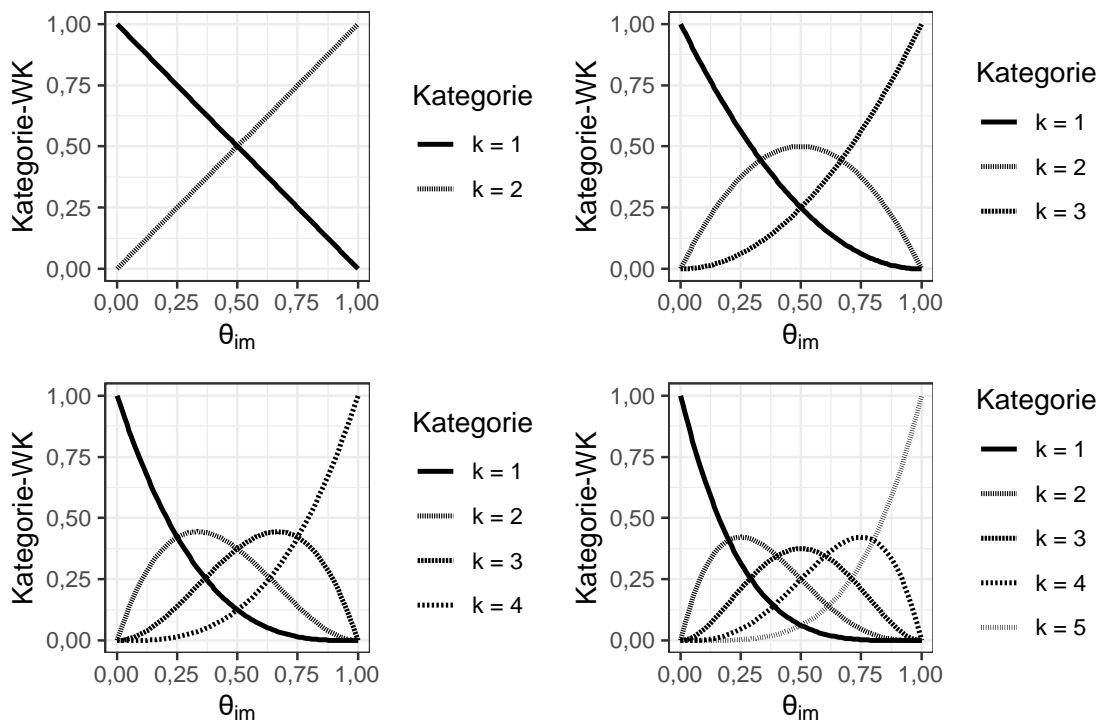 Kategorie-WK
1,00
0,75
0,50
0,25
0,00
0,00 0,25 0,50 0,75 1,00
θim
Kategorie
k = 1
k = 2
Kategorie-WK
1,00
0,75
0,50
0,25
0,00
0,00 0,25 0,50 0,75 1,00
θim
Kategorie
k = 1
k = 2
k = 3
Kategorie-WK
1,00
0,75
0,50
0,25
0,00
0,00 0,25 0,50 0,75 1,00
θim
Kategorie
k = 1
k = 2
k = 3
k = 4
Kategorie-WK
1,00
0,75
0,50
0,25
0,00
0,00 0,25 0,50 0,75 1,00
θim
Kategorie
k = 1
k = 2
k = 3
k = 4
k = 5